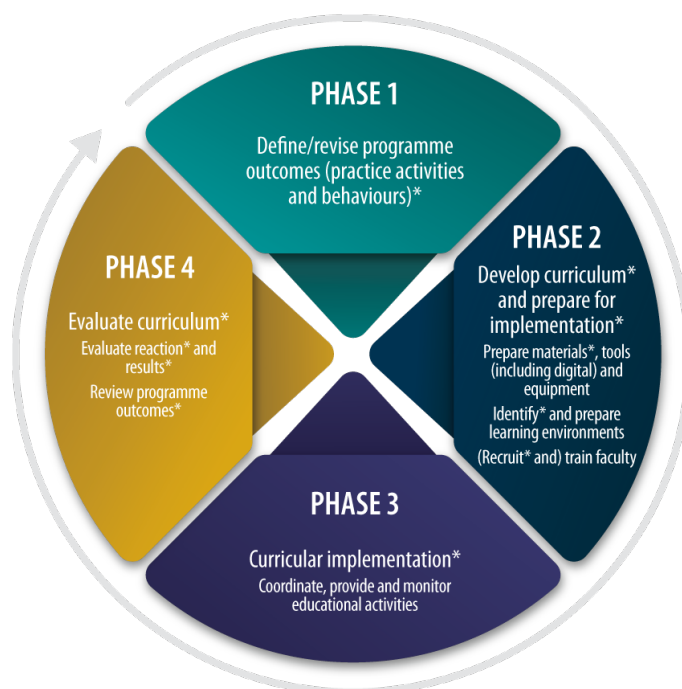 PHASE 1
Define/revise programme
outcomes (practice activities
and behaviours)*
PHASE 2
Develop curriculum*
and prepare for
implementation*
Prepare materials*, tools
(including digital) and
equipment
Identify* and prepare
learning environments
(Recruit* and) train faculty
PHASE 3
Curricular implementation*
Coordinate, provide and monitor
educational activities
PHASE 4
Evaluate curriculum*
Evaluate reaction* and
results*
Review programme
outcomes*